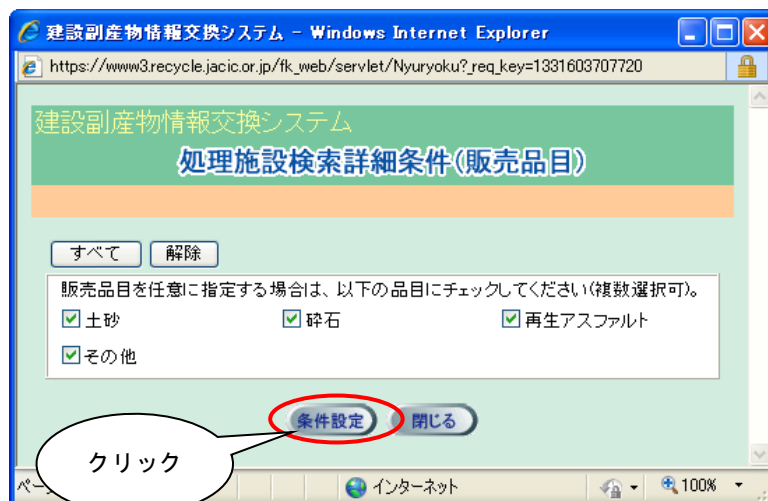 建設副産物情報交換システム - Windows Internet Explorer
https://www3.recycle.jacic.or.jp/fk_web/servlet/Nyuryoku?_req_key=1331603707720
建設副産物情報交換システム
処理施設検索詳細条件(販売品目)
すべて 解除
販売品目を任意に指定する場合は、以下の品目にチェックしてください(複数選択可)。
土砂 砕石 再生アスファルト
その他
条件設定 閉じる
クリック
インターネット 100%